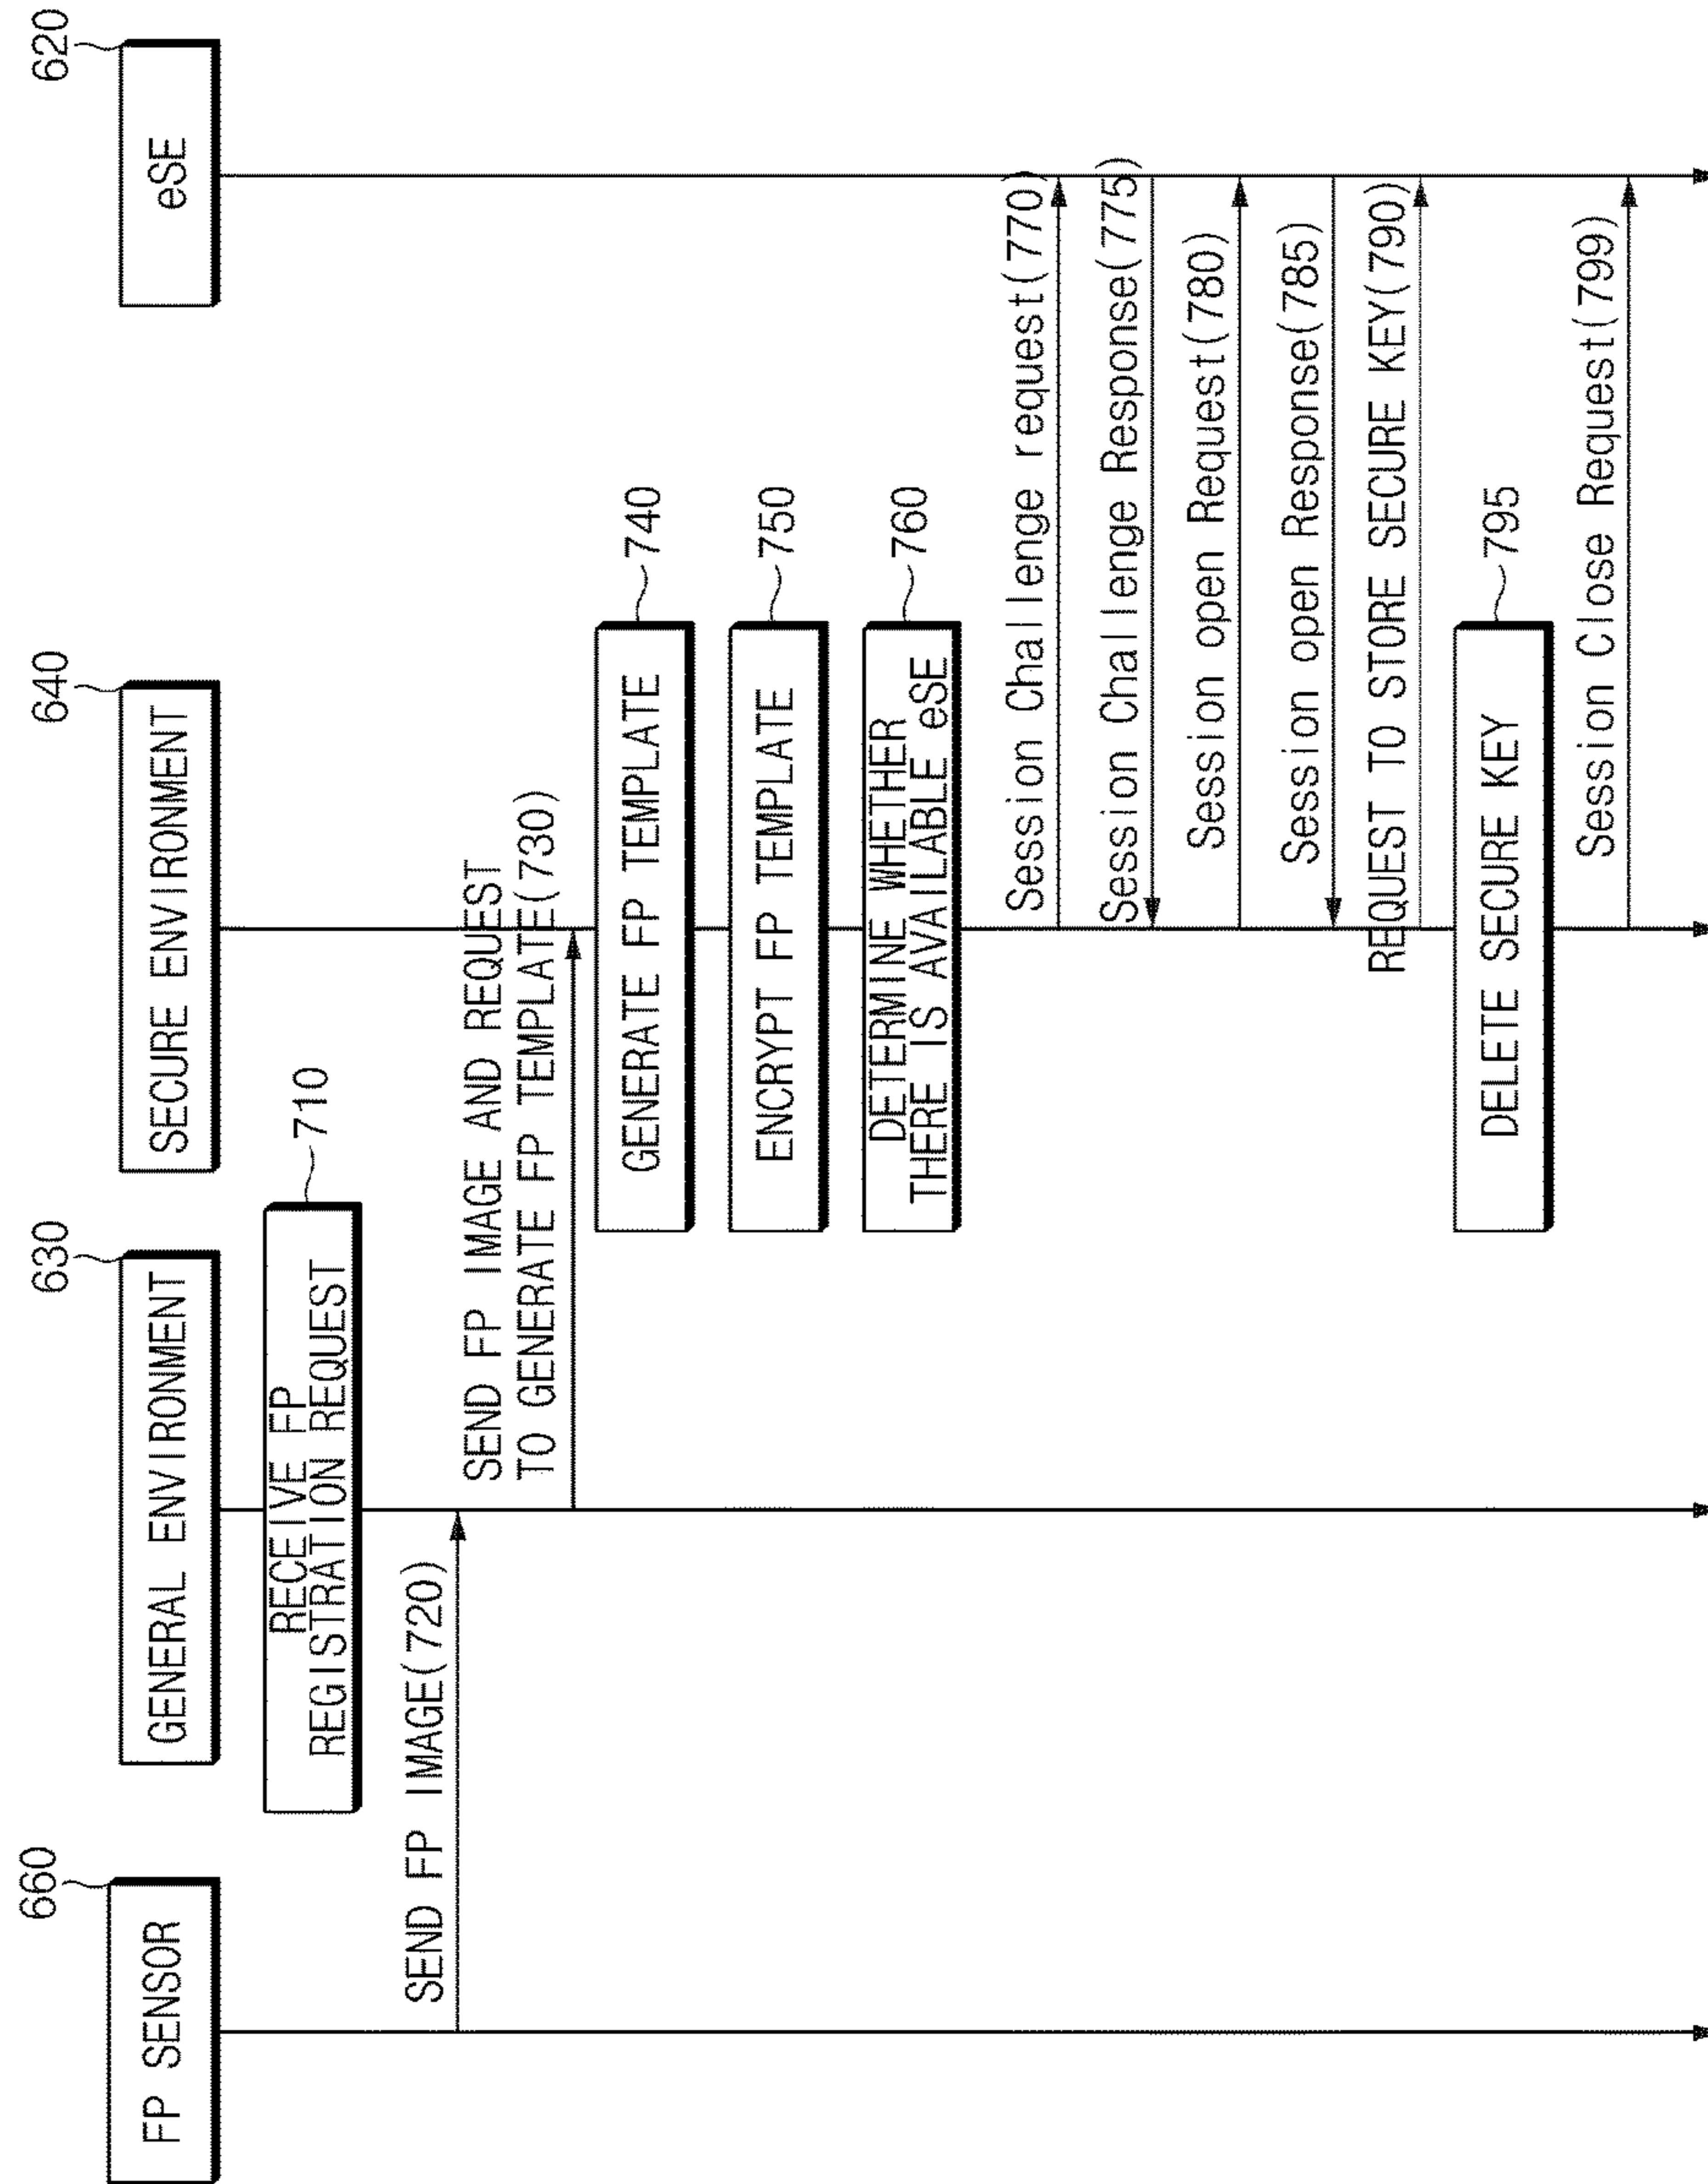 660
630
640
620
FP SENSOR
GENERAL ENVIRONMENT
SECURE ENVIRONMENT
eSE
RECEIVE FP
REGISTRATION REQUEST
710
SEND FP IMAGE(720)
SEND FP IMAGE AND REQUEST
TO GENERATE FP TEMPLATE(730)
GENERATE FP TEMPLATE
740
ENCRYPT FP TEMPLATE
750
DETERMINE WHETHER
THERE IS AVAILABLE eSE
760
Session Challenge request(770)
Session Challenge Response(775)
Session open Request(780)
Session open Response(785)
REQUEST TO STORE SECURE KEY(790)
DELETE SECURE KEY
795
Session Close Request(799)